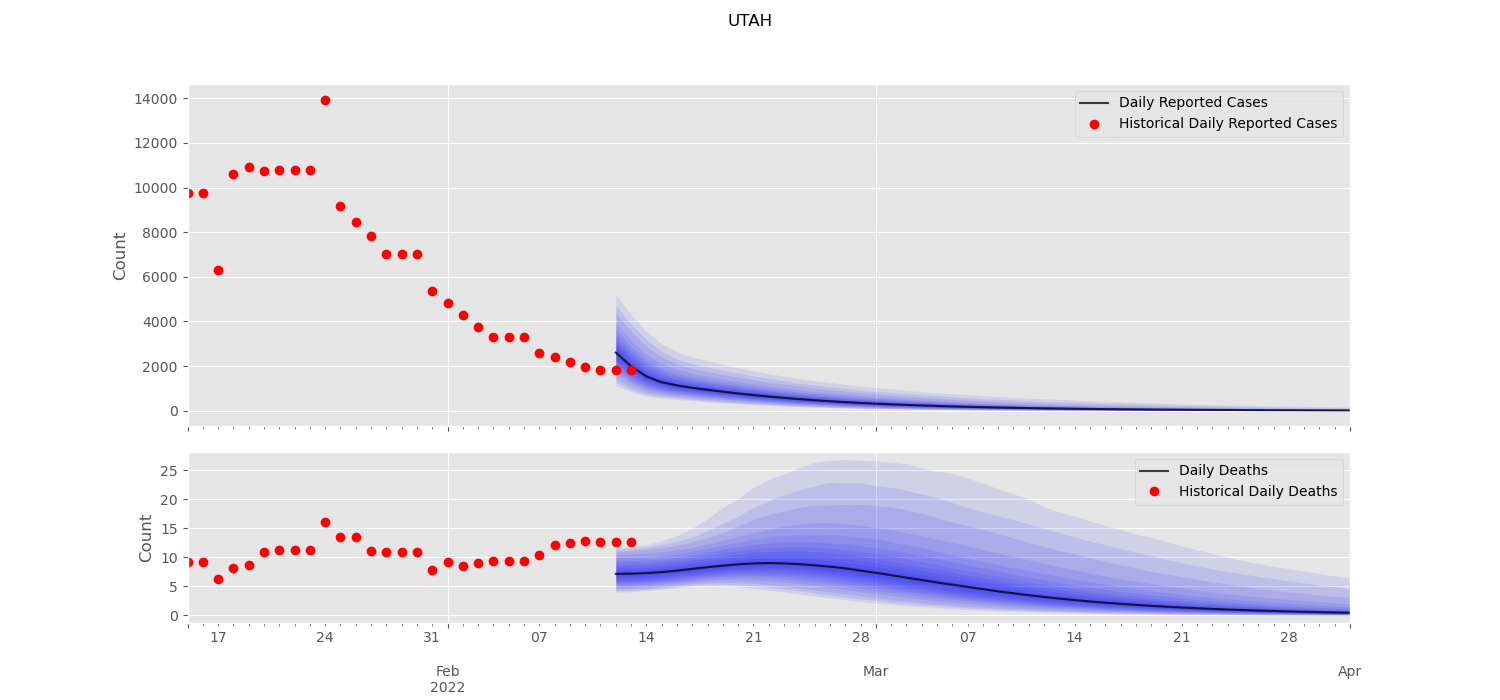 UTAH
14000
12000
10000
8000
6000
4000
2000
0
Count
Daily Reported Cases
Historical Daily Reported Cases
25
20
15
10
5
0
Count
Daily Deaths
Historical Daily Deaths
17 24 31 07 14 21 28 07 14 21 28
Feb Mar Apr
2022